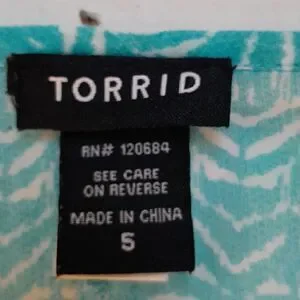 TORRID
RN# 120684
SEE CARE
ON REVERSE
MADE IN CHINA
5